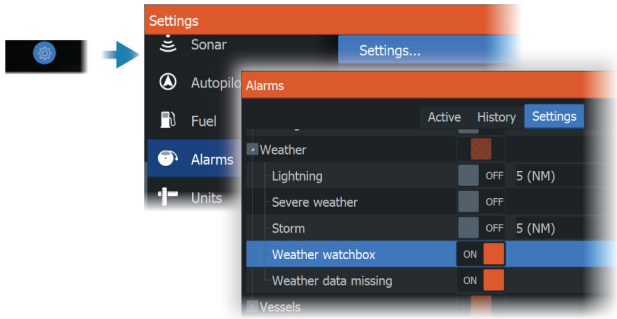 Settings
Sonar
Settings...
Autopilo
Fuel
Alarms
Units
Alarms
Active History Settings
Weather
Lightning OFF 5 (NM)
Severe weather OFF
Storm OFF 5 (NM)
Weather watchbox ON
Weather data missing ON
Vessels